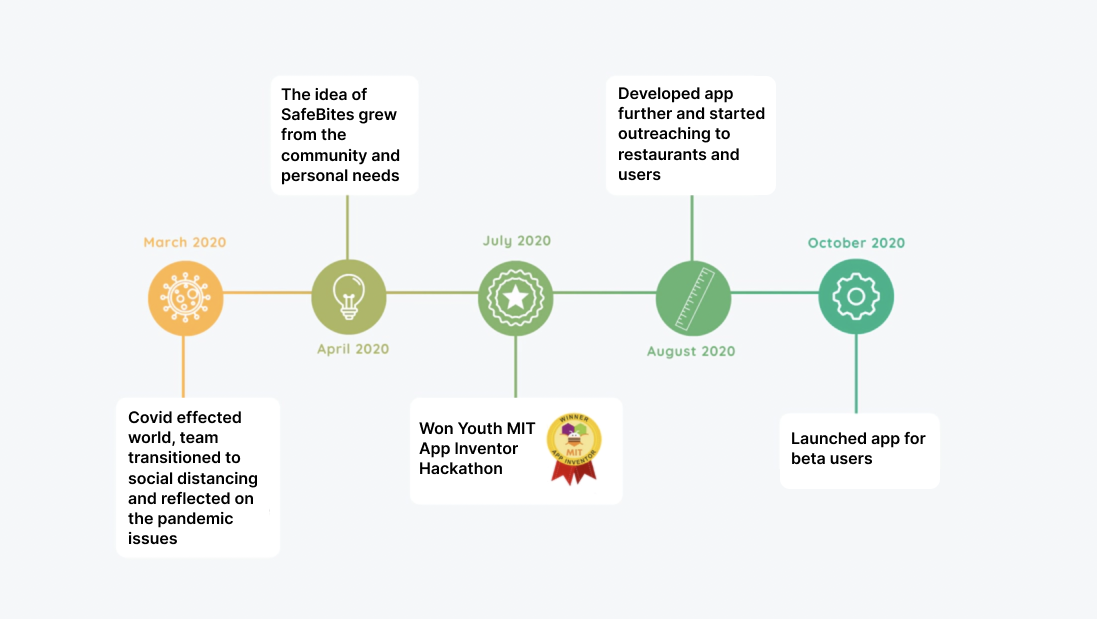 The idea of
SafeBites grew
from the
community and
personal needs
Developed app
further and started
outreaching to
restaurants and
users
March 2020
July 2020
October 2020
April 2020
August 2020
Covid effected
world, team
transitioned to
social distancing
and reflected on
the pandemic
issues
Won Youth MIT
App Inventor
Hackathon
WINNER
MIT
APP INVENTOR
Launched app for
beta users